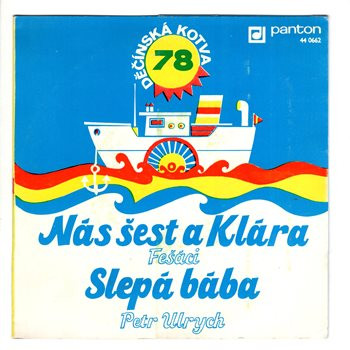 DĚČÍNSKÁ KOTVA
78
panton
44 0662
Nás šest a Klára
Fešáci
Slepá bába
Petr Ulrych